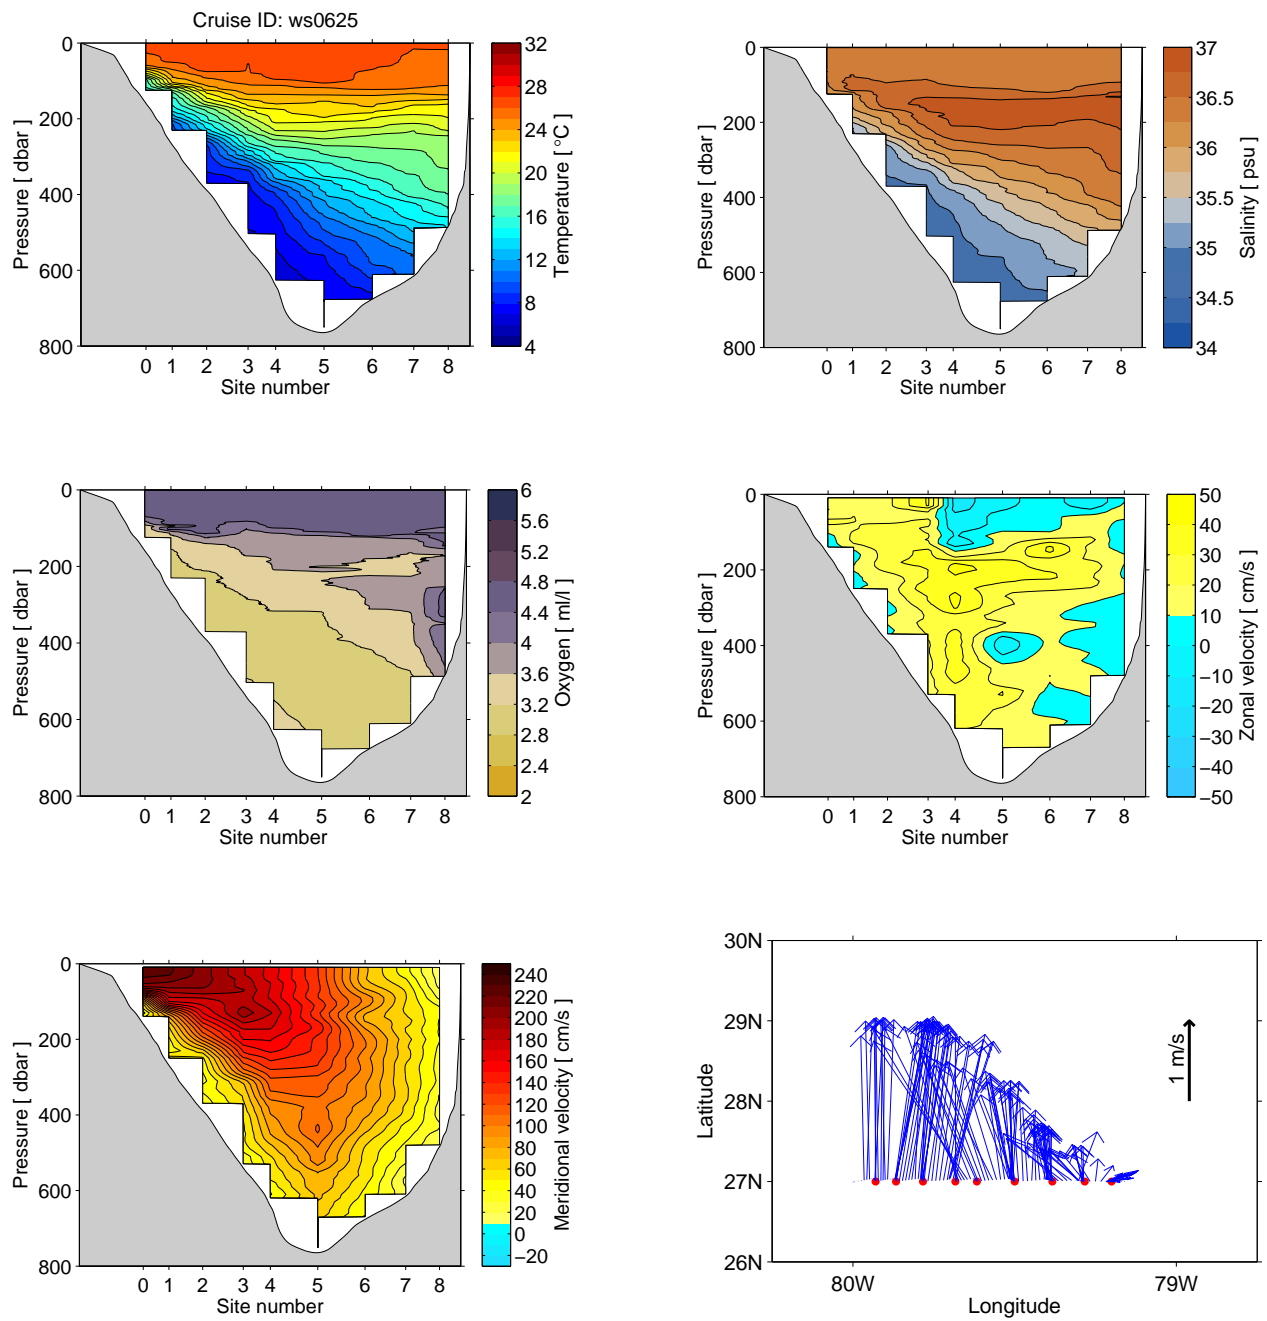 Cruise ID: ws0625
0
200
400
600
800
Pressure [ dbar ]
0 1 2 3 4 5 6 7 8
Site number
32
28
24
20
16
12
8
4
Temperature [ °C ]
0
200
400
600
800
Pressure [ dbar ]
0 1 2 3 4 5 6 7 8
Site number
37
36.5
36
35.5
35
34.5
34
Salinity [ psu ]
0
200
400
600
800
Pressure [ dbar ]
0 1 2 3 4 5 6 7 8
Site number
6
5.6
5.2
4.8
4.4
4
3.6
3.2
2.8
2.4
2
Oxygen [ ml/l ]
0
200
400
600
800
Pressure [ dbar ]
0 1 2 3 4 5 6 7 8
Site number
50
40
30
20
10
0
−10
−20
−30
−40
−50
Zonal velocity [ cm/s ]
0
200
400
600
800
Pressure [ dbar ]
0 1 2 3 4 5 6 7 8
Site number
240
220
200
180
160
140
120
100
80
60
40
20
0
−20
Meridional velocity [ cm/s ]
30N
29N
28N
27N
26N
Latitude
1 m/s
80W 79W
Longitude